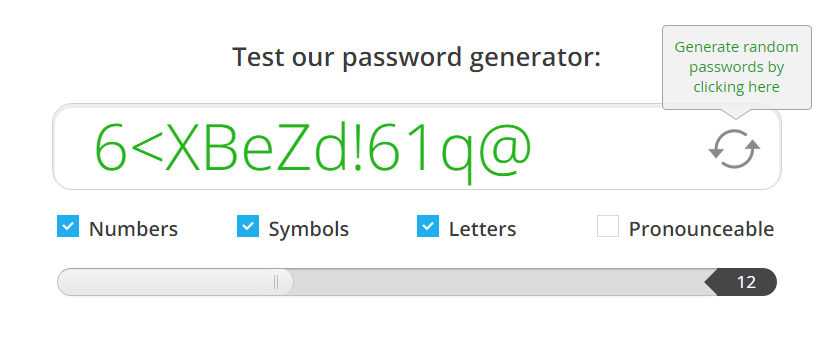 Test our password generator:
Generate random
passwords by
clicking here
6<XBeZd!61q@
Numbers
Symbols
Letters
Pronounceable
12